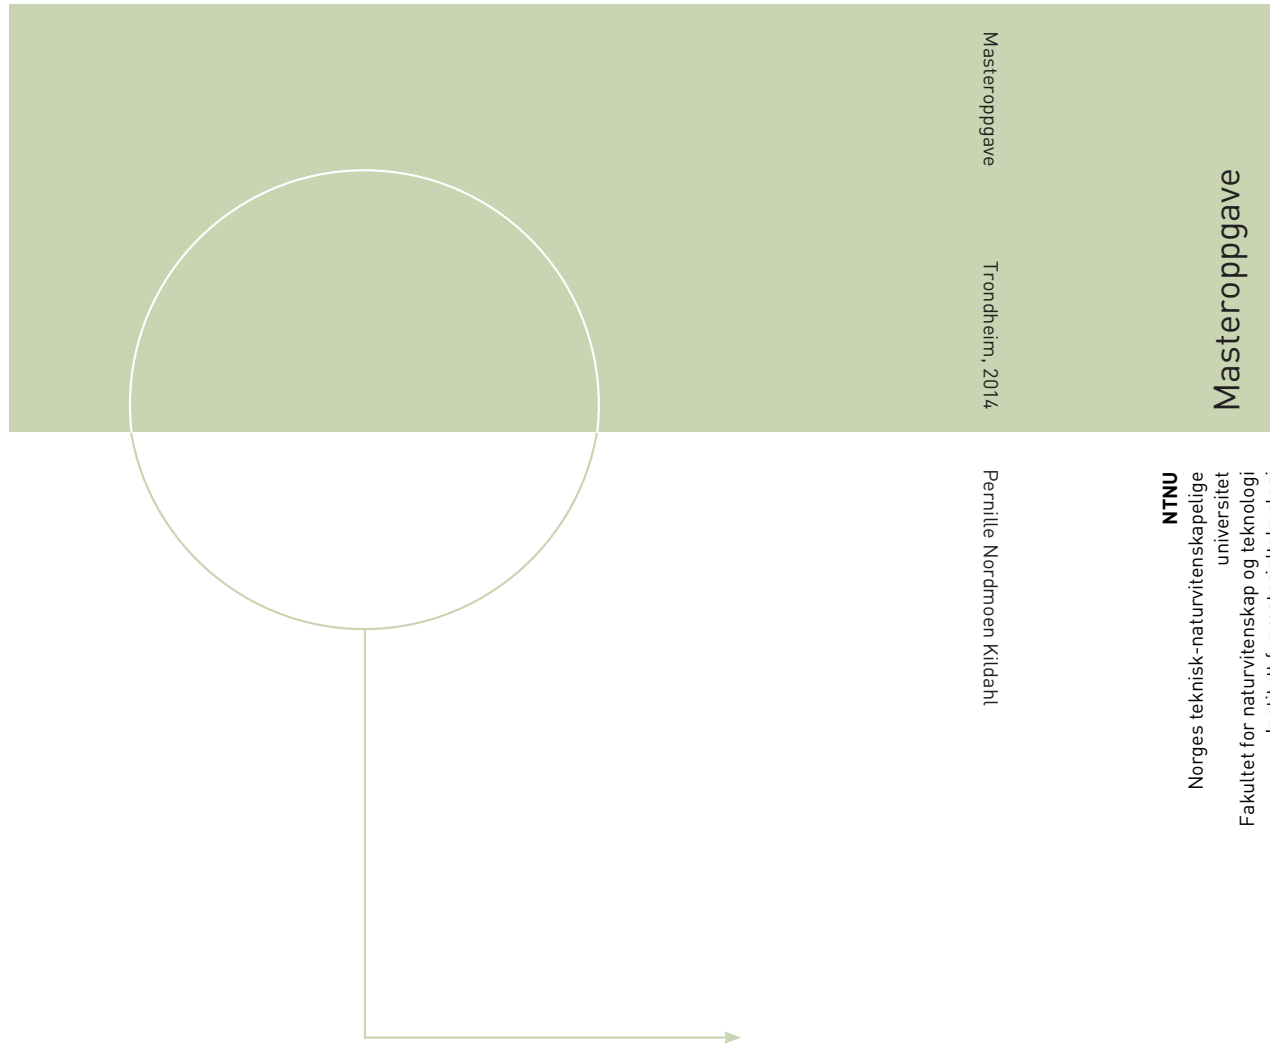 Masteroppgave
Trondheim, 2014
Pernille Nordmoen Kildahl
Masteroppgave
NTNU
Norges teknisk-naturvitenskapelige
universitet
Fakultet for naturvitenskap og teknologi